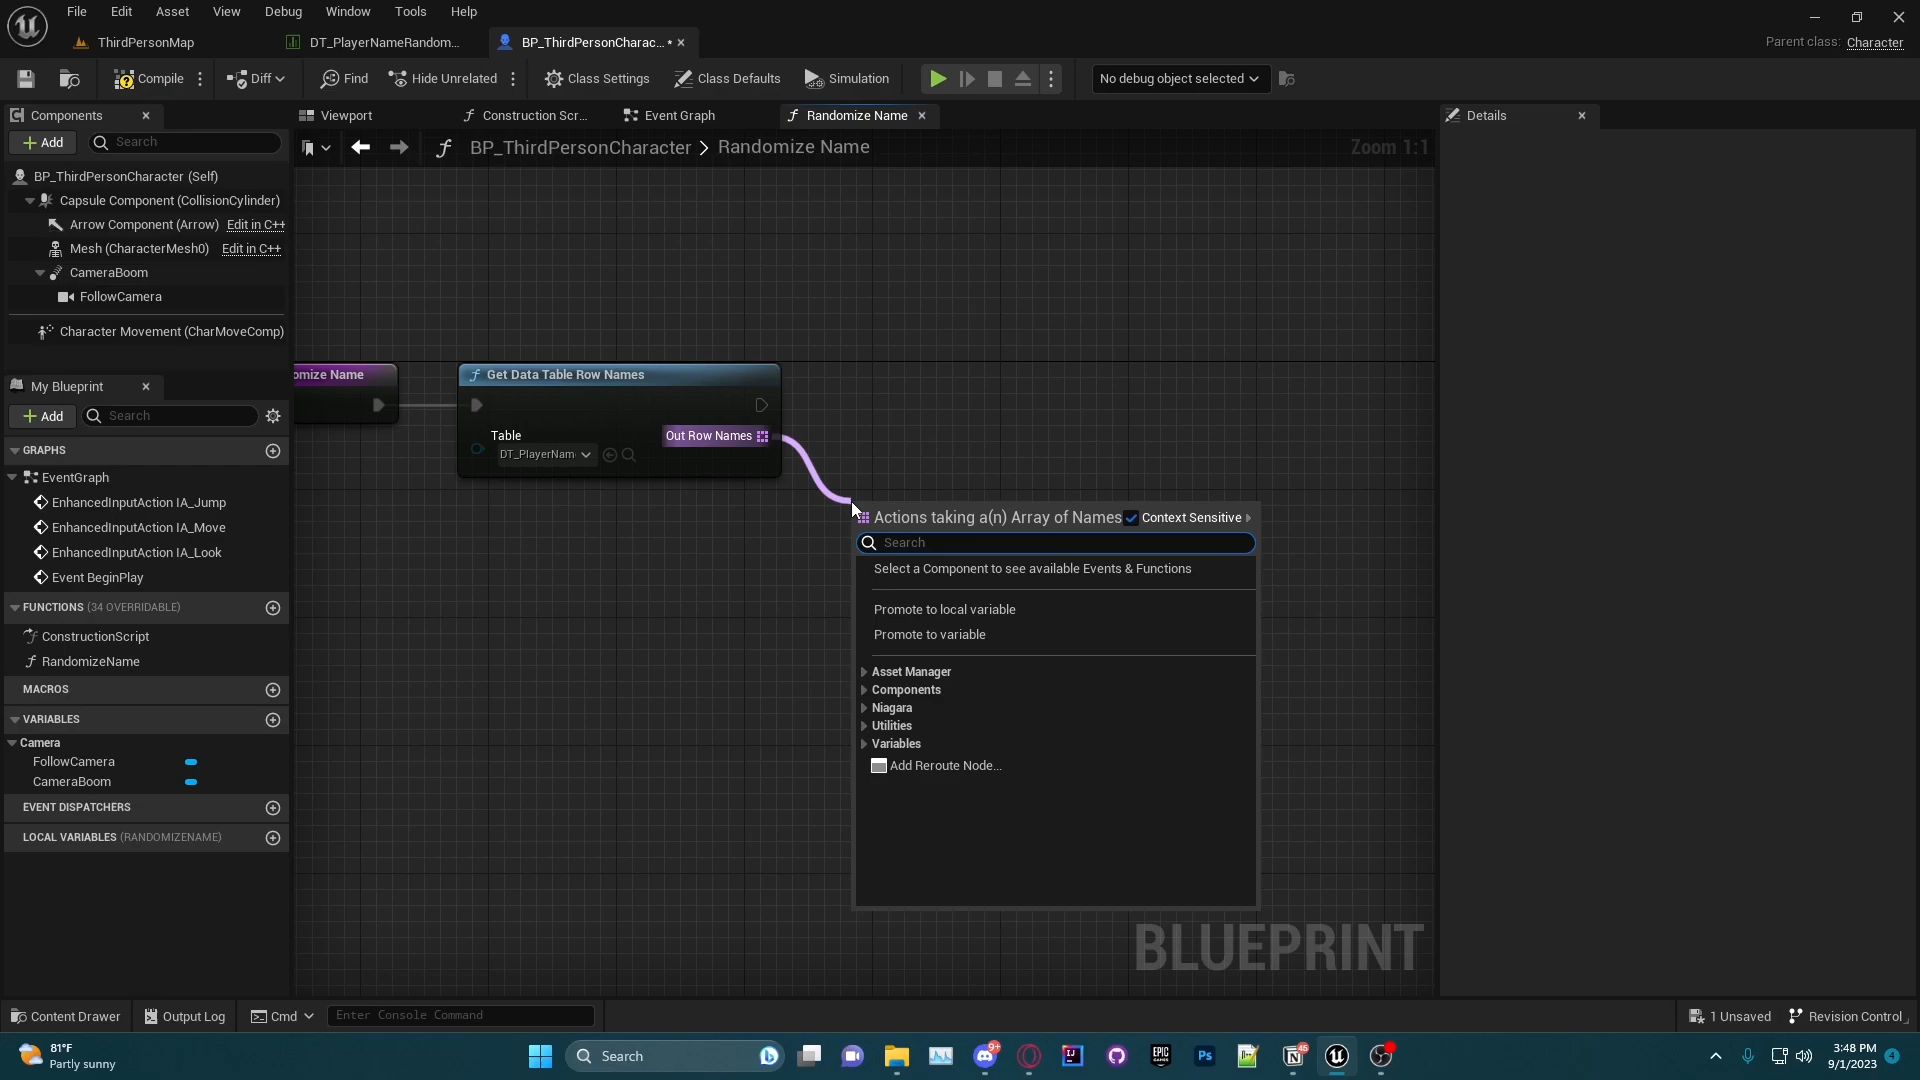 File Edit Asset View Debug Window Tools Help
ThirdPersonMap
DT_PlayerNameRandom...
BP_ThirdPersonCharac... *
Parent class: Character
Compile
Diff
Find
Hide Unrelated
Class Settings
Class Defaults
Simulation
No debug object selected
Components
Viewport
Construction Scr...
Event Graph
Randomize Name
Details
Add
Search
BP_ThirdPersonCharacter > Randomize Name
Zoom 1:1
BP_ThirdPersonCharacter (Self)
Capsule Component (CollisionCylinder)
Arrow Component (Arrow) Edit in C++
Mesh (CharacterMesh0) Edit in C++
CameraBoom
FollowCamera
Character Movement (CharMoveComp)
My Blueprint
Add
Search
GRAPHS
EventGraph
EnhancedInputAction IA_Jump
EnhancedInputAction IA_Move
EnhancedInputAction IA_Look
Event BeginPlay
FUNCTIONS (34 OVERRIDABLE)
ConstructionScript
RandomizeName
MACROS
VARIABLES
Camera
FollowCamera
CameraBoom
EVENT DISPATCHERS
LOCAL VARIABLES (RANDOMIZENAME)
omize Name
Get Data Table Row Names
Table
DT_PlayerNam
Out Row Names
Actions taking a(n) Array of Names
Context Sensitive
Search
Select a Component to see available Events & Functions
Promote to local variable
Promote to variable
Asset Manager
Components
Niagara
Utilities
Variables
Add Reroute Node...
BLUEPRINT
Content Drawer
Output Log
Cmd
Enter Console Command
1 Unsaved
Revision Control
81°F
Partly sunny
Search
9+
IJ
EPIC
GAMES
Ps
45
3:48 PM
9/1/2023
4